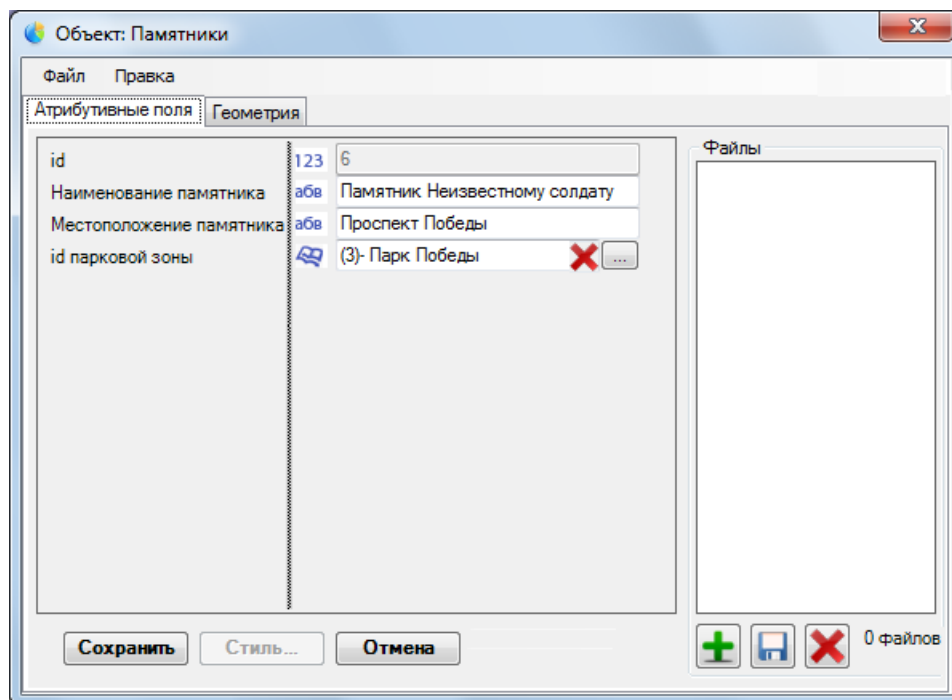 Объект: Памятники
X
Файл Правка
Атрибутивные поля Геометрия
id 123 6
Наименование памятника абв Памятник Неизвестному солдату
Местоположение памятника абв Проспект Победы
id парковой зоны (3)- Парк Победы ...
Файлы
0 файлов
Сохранить Стиль... Отмена